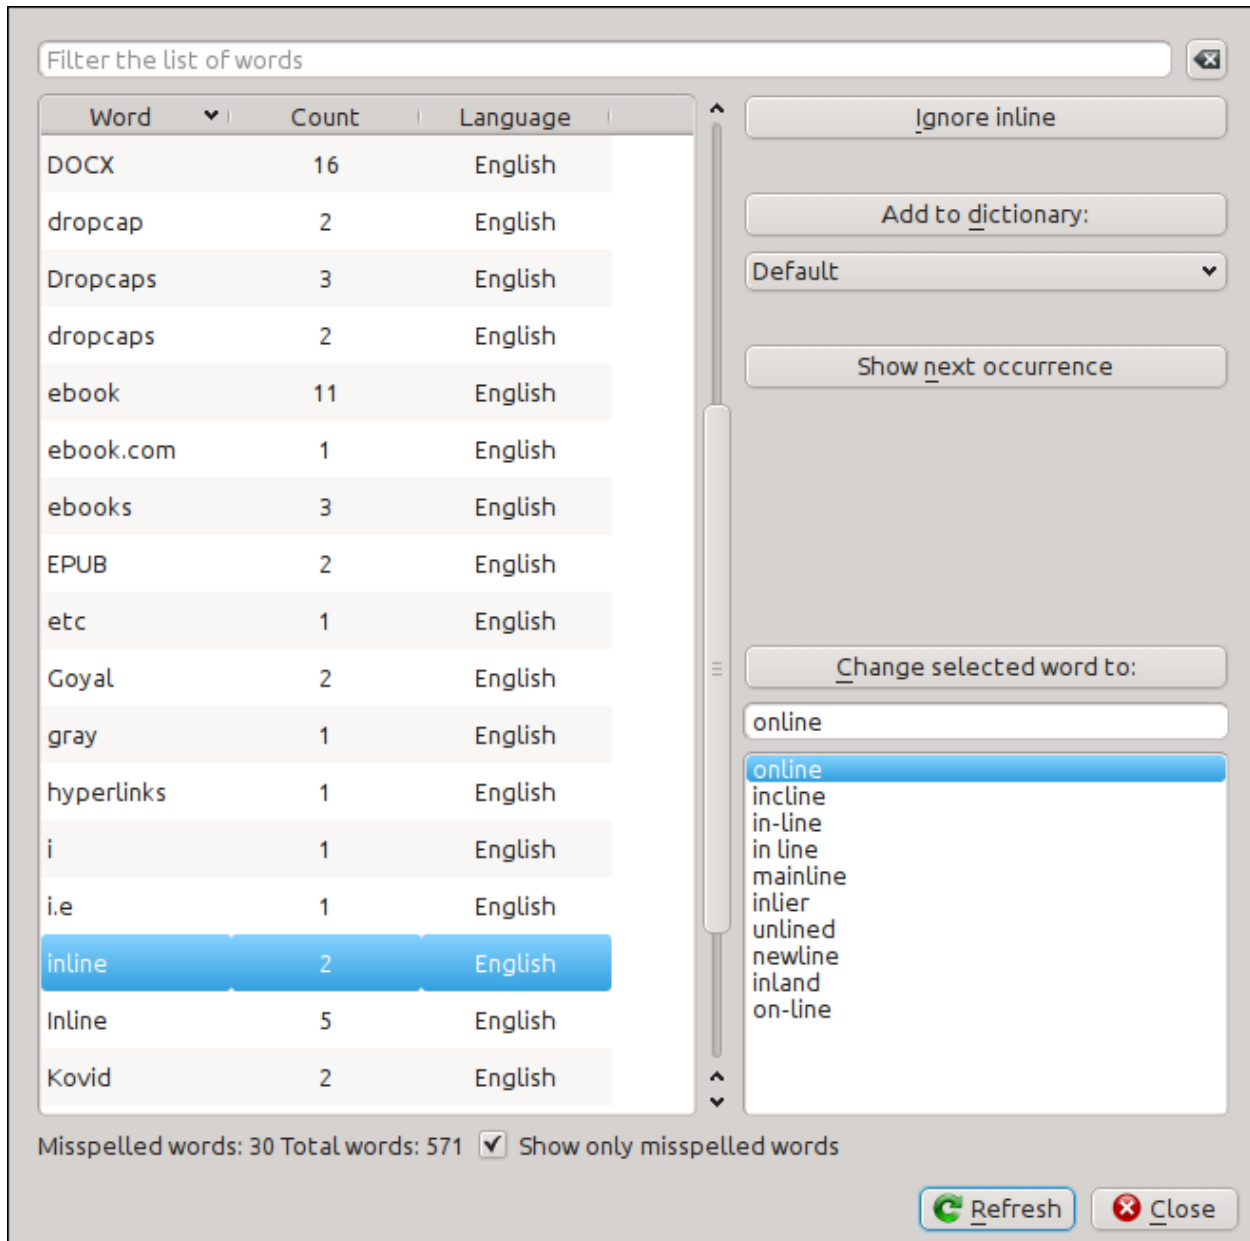 Filter the list of words
Word Count Language
DOCX 16 English
dropcap 2 English
Dropcaps 3 English
dropcaps 2 English
ebook 11 English
ebook.com 1 English
ebooks 3 English
EPUB 2 English
etc 1 English
Goyal 2 English
gray 1 English
hyperlinks 1 English
i 1 English
i.e 1 English
inline 2 English
Inline 5 English
Kovid 2 English
Ignore inline
Add to dictionary:
Default
Show next occurrence
Change selected word to:
online
online
incline
in-line
in line
mainline
inlier
unlined
newline
inland
on-line
Misspelled words: 30 Total words: 571 Show only misspelled words
Refresh Close